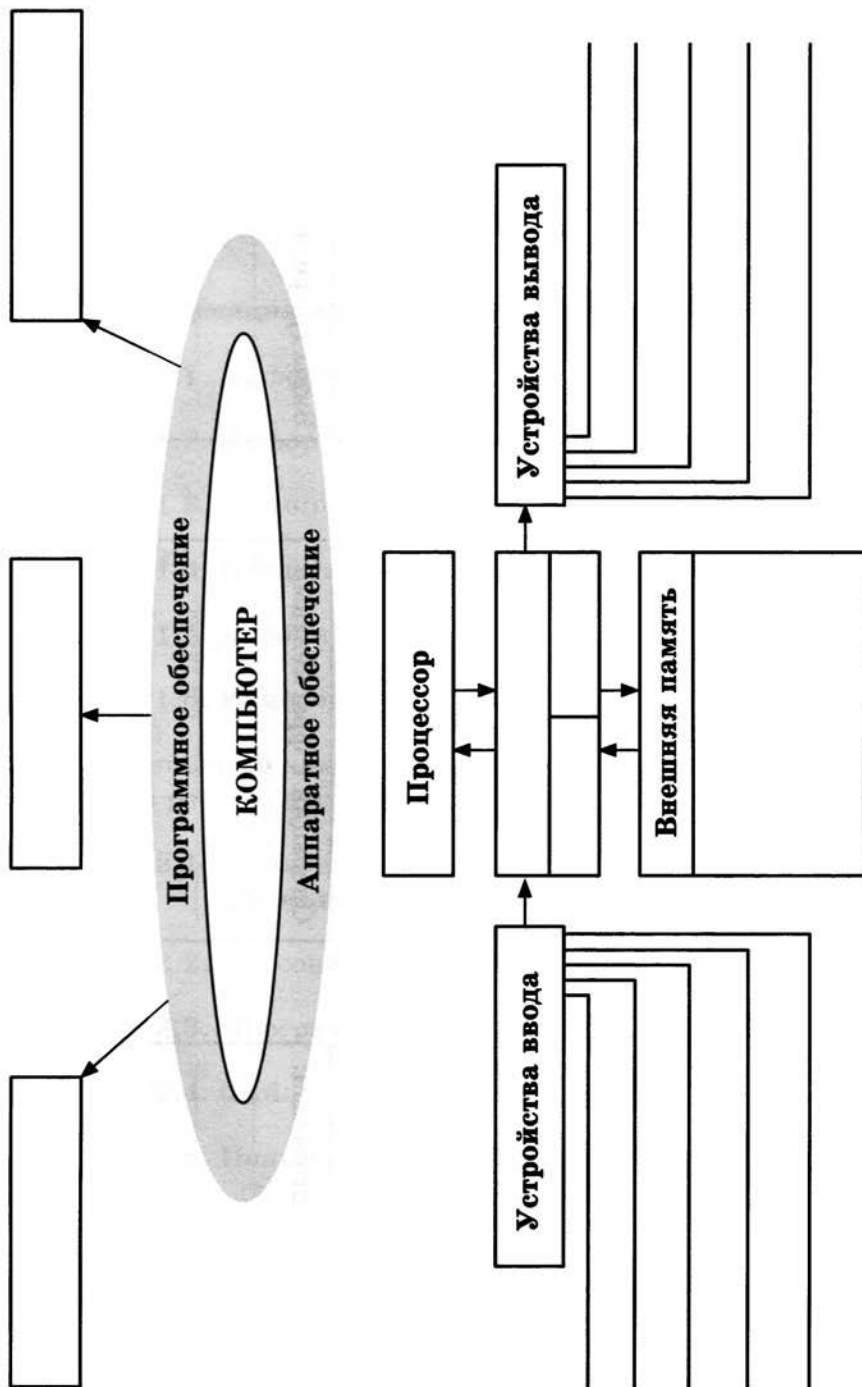 Программное обеспечение
КОМПЬЮТЕР
Аппаратное обеспечение
Процессор
Устройства ввода
Устройства вывода
Внешняя память